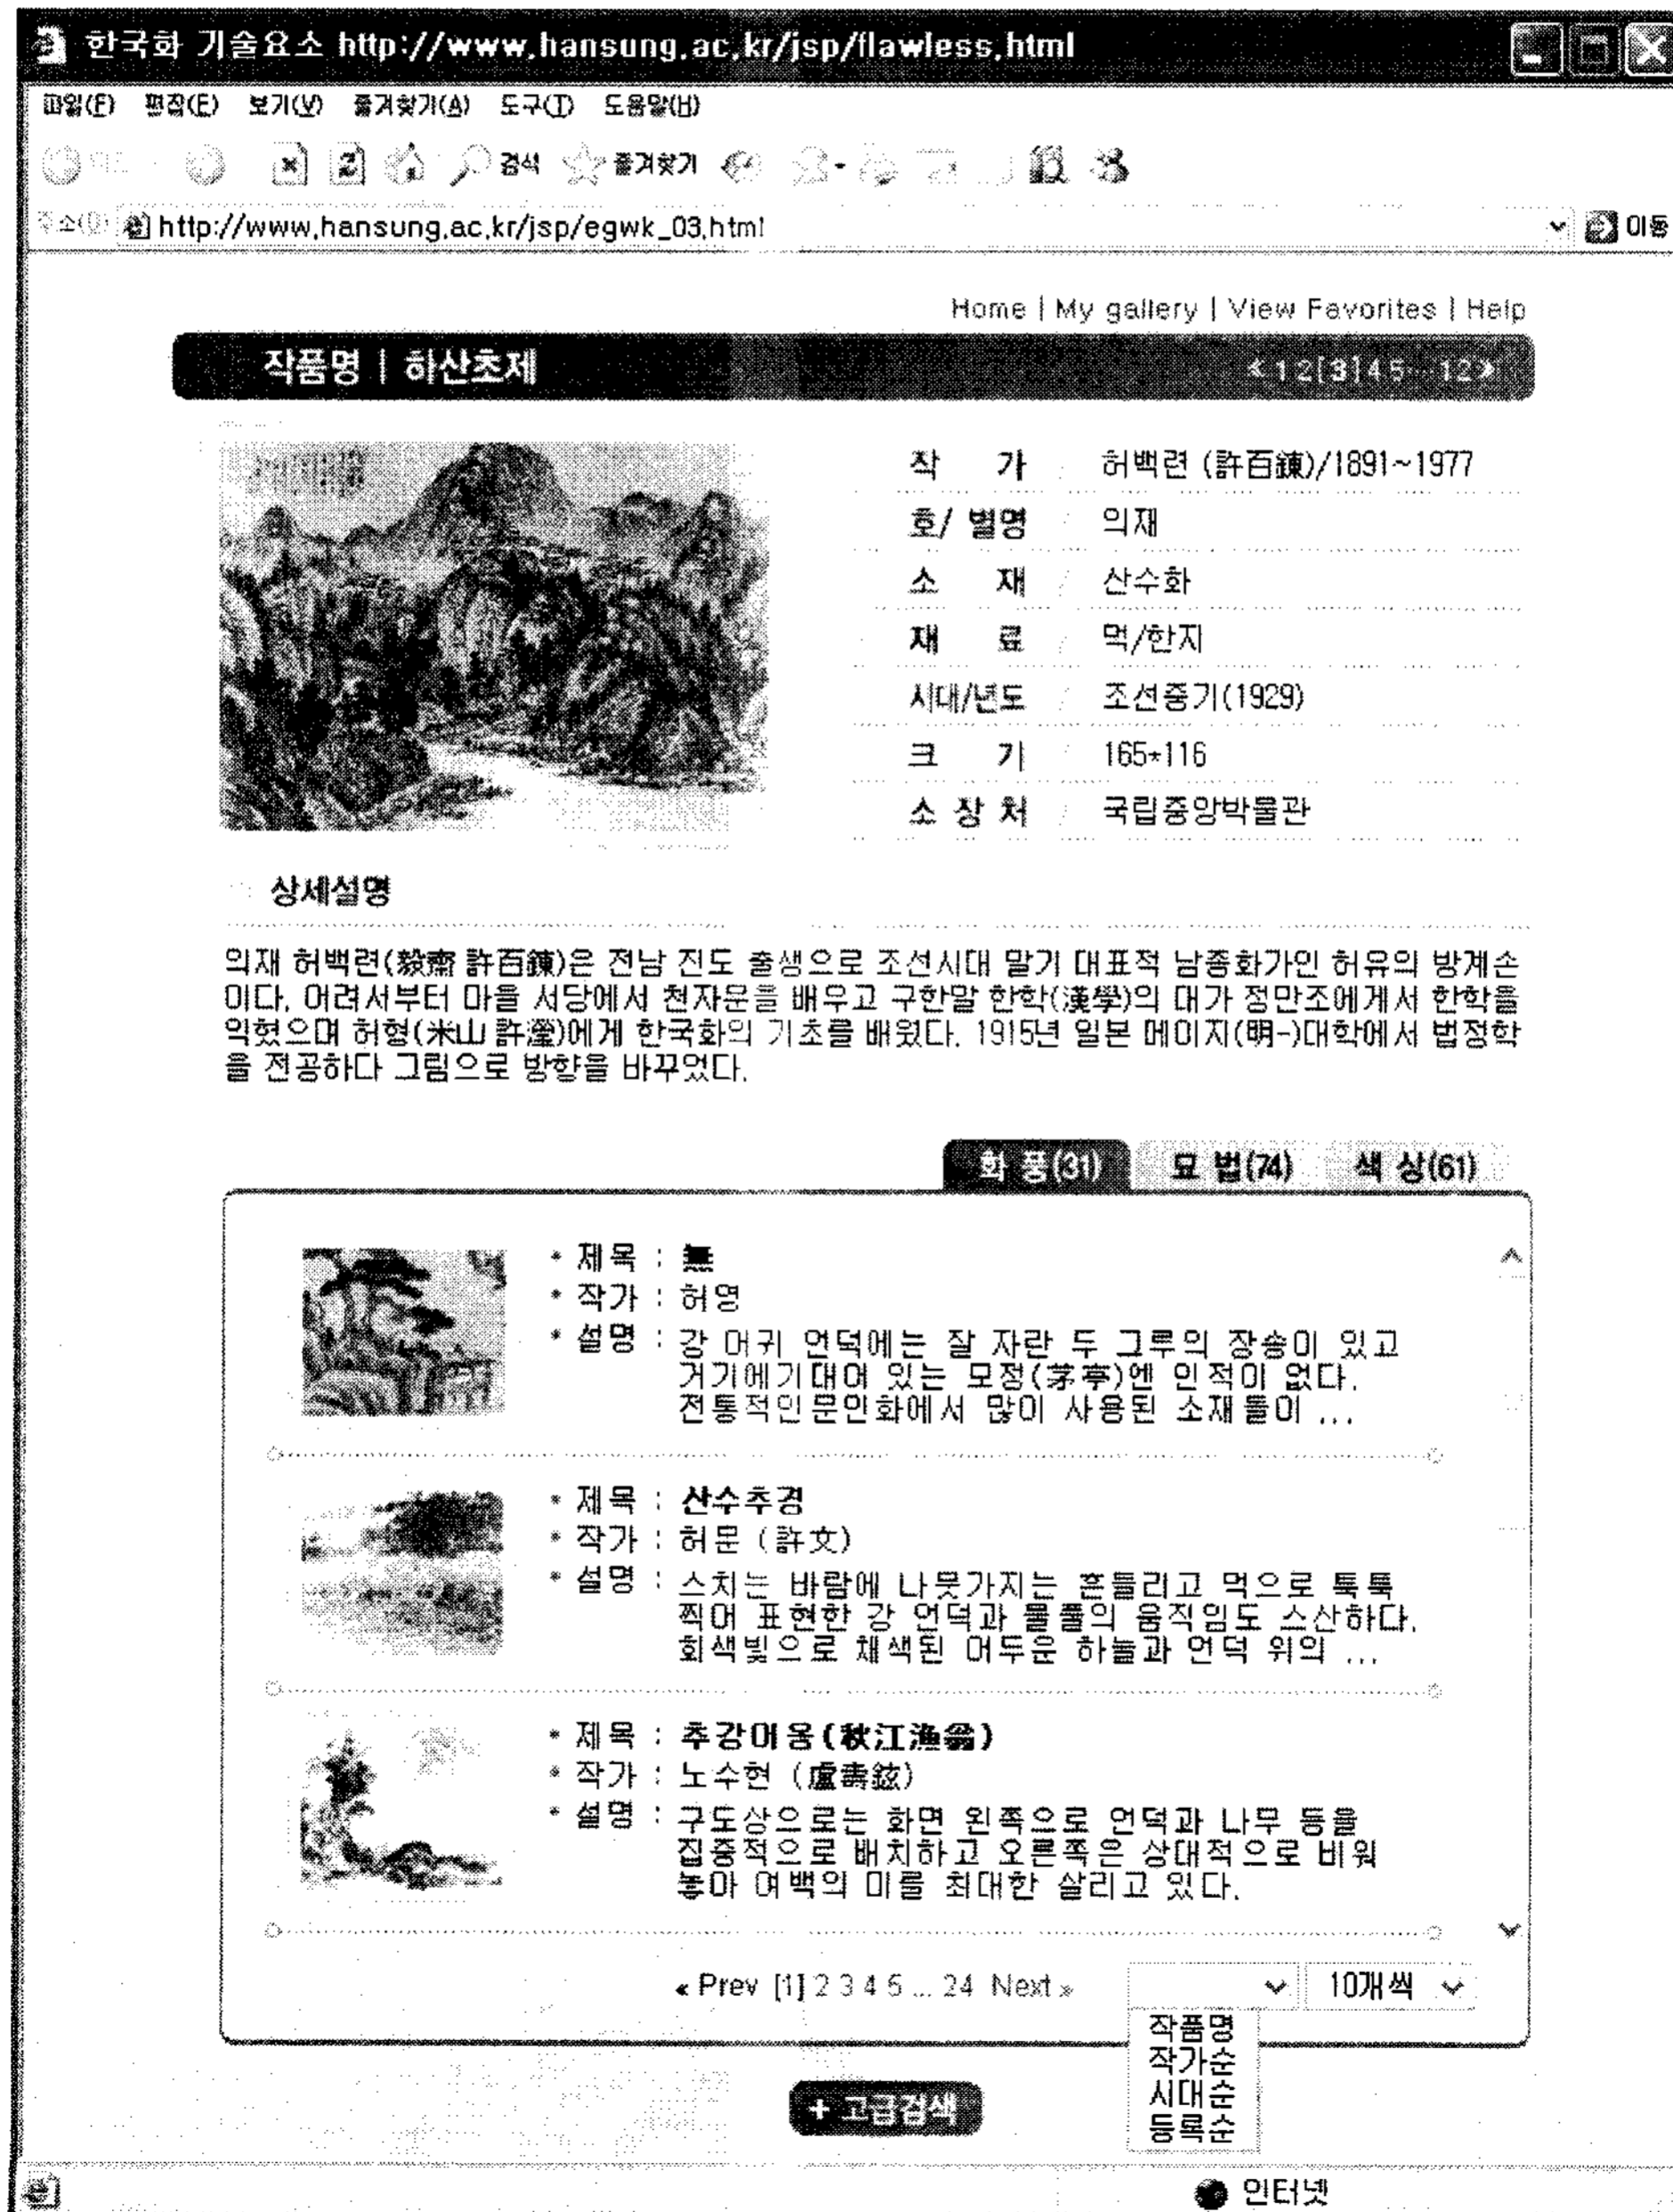 한국화 기술요소 http://www.hansung.ac.kr/jsp/flawless.html
파일(F) 편집(E) 보기(V) 즐겨찾기(A) 도구(T) 도움말(H)
검색 즐겨찾기
주소(D) http://www.hansung.ac.kr/jsp/egwk_03.html 이동
Home | My gallery | View Favorites | Help
작품명 | 하산초제 « 1 2 [3] 4 5 ... 12 »
작 가 허백련 (許百鍊)/1891~1977
호/ 별명 의재
소 재 산수화
재 료 먹/한지
시대/년도 조선중기(1929)
크 기 165*116
소 장 처 국립중앙박물관
상세설명
의재 허백련(毅齋 許百鍊)은 전남 진도 출생으로 조선시대 말기 대표적 남종화가인 허유의 방계손
이다. 어려서부터 마을 서당에서 천자문을 배우고 구한말 한학(漢學)의 대가 정만조에게서 한학을
익혔으며 허형(米山 許瀅)에게 한국화의 기초를 배웠다. 1915년 일본 메이지(明-)대학에서 법정학
을 전공하다 그림으로 방향을 바꾸었다.
화 풍(31) 묘 법(74) 색 상(61)
* 제목 : 無
* 작가 : 허영
* 설명 : 강 어귀 언덕에는 잘 자란 두 그루의 장송이 있고
거기에기대어 있는 모정(茅亭)엔 인적이 없다.
전통적인문인화에서 많이 사용된 소재들이 ...
* 제목 : 산수추경
* 작가 : 허문 (許文)
* 설명 : 스치는 바람에 나뭇가지는 흔들리고 먹으로 툭툭
찍어 표현한 강 언덕과 물풀의 움직임도 스산하다.
회색빛으로 채색된 어두운 하늘과 언덕 위의 ...
* 제목 : 추강어옹(秋江漁翁)
* 작가 : 노수현 (盧壽鉉)
* 설명 : 구도상으로는 화면 왼쪽으로 언덕과 나무 등을
집중적으로 배치하고 오른쪽은 상대적으로 비워
놓아 여백의 미를 최대한 살리고 있다.
« Prev [1] 2 3 4 5 ... 24 Next » 10개씩
작품명
작가순
시대순
등록순
+ 고급검색
인터넷